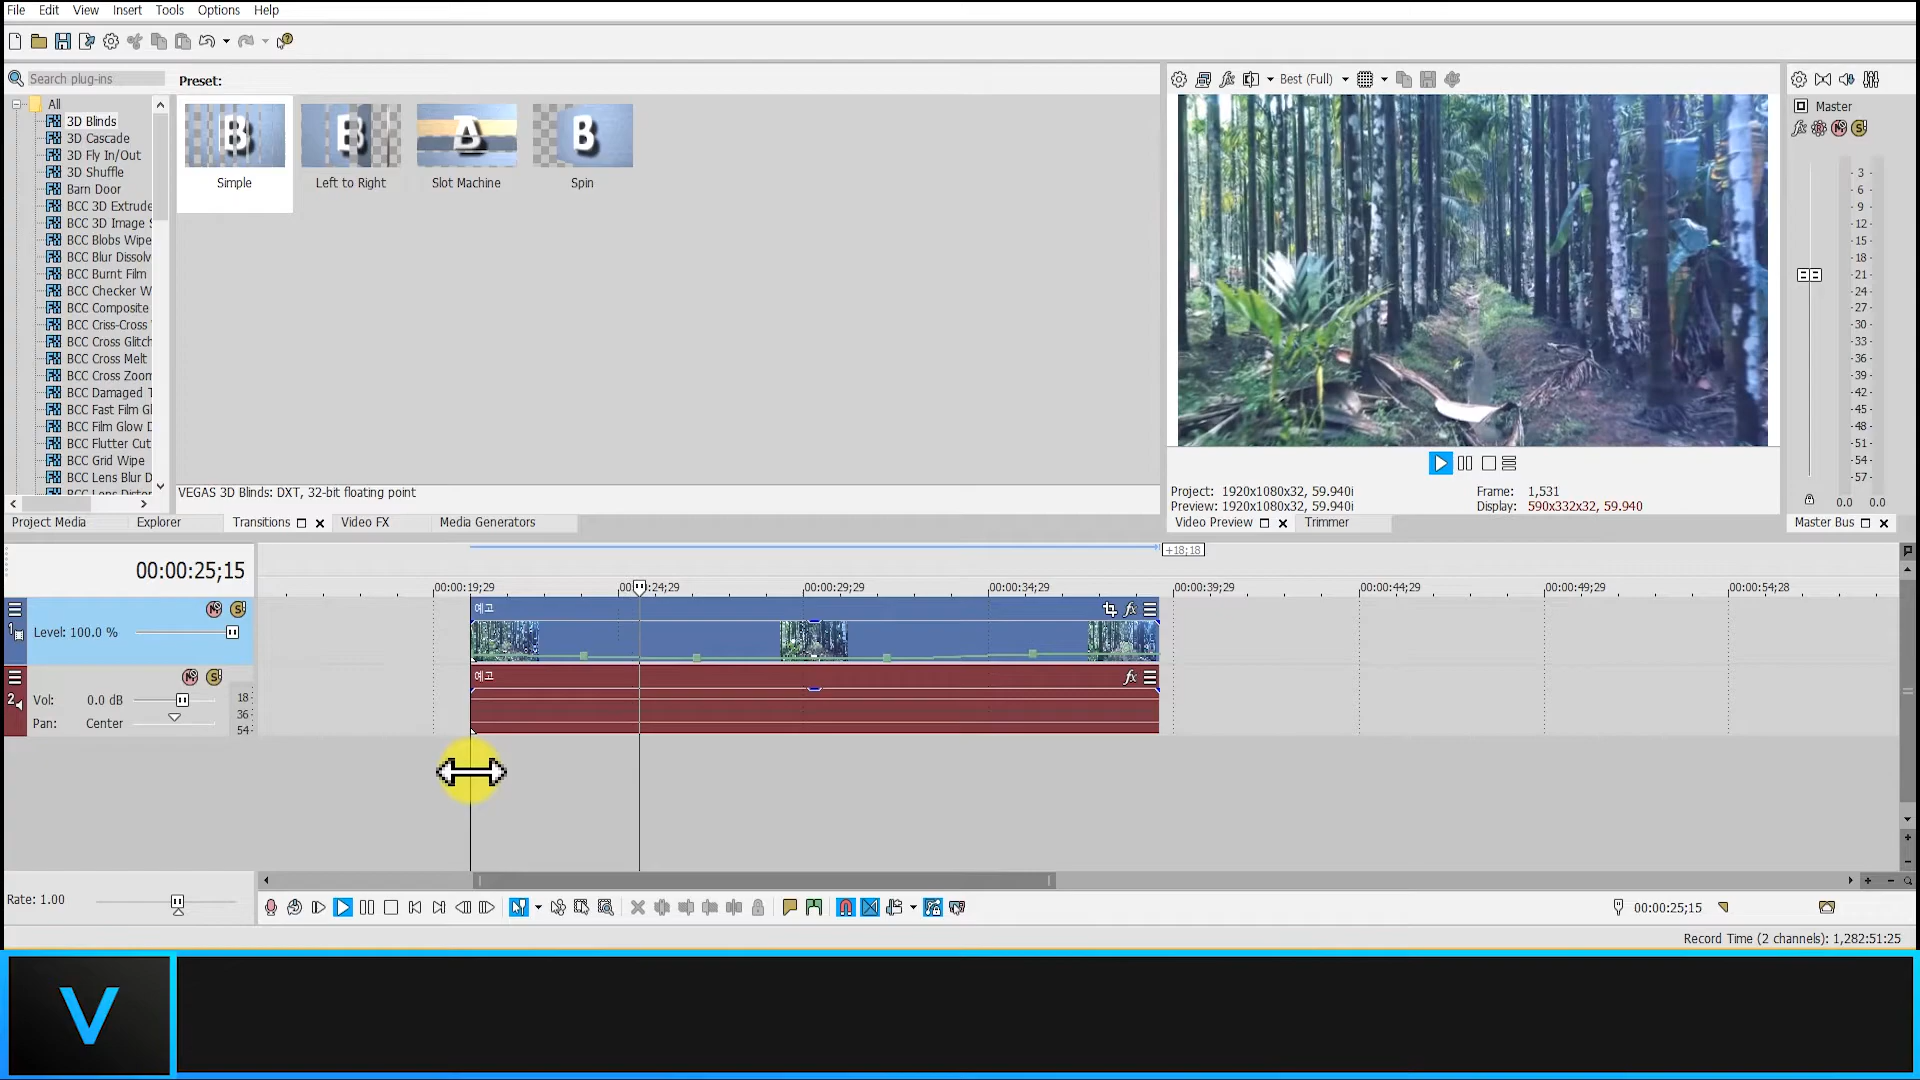 File Edit View Insert Tools Options Help
Search plug-ins
Preset:
All
3D Blinds
3D Cascade
3D Fly In/Out
3D Shuffle
Barn Door
BCC 3D Extrude
BCC 3D Image
BCC Blobs Wipe
BCC Blur Dissolv
BCC Burnt Film
BCC Checker W
BCC Composite
BCC Criss-Cross
BCC Cross Glitch
BCC Cross Melt
BCC Cross Zoom
BCC Damaged T
BCC Fast Film Gl
BCC Film Glow D
BCC Flutter Cut
BCC Grid Wipe
BCC Lens Blur D
Simple
Left to Right
Slot Machine
Spin
VEGAS 3D Blinds: DXT, 32-bit floating point
Project Media Explorer Transitions Video FX Media Generators
Best (Full)
Project: 1920x1080x32, 59.940i
Preview: 1920x1080x32, 59.940i
Frame: 1,531
Display: 590x332x32, 59.940
Video Preview Trimmer
Master
3
6
9
12
15
18
21
24
27
30
33
36
39
42
45
48
51
54
57
0.0 0.0
Master Bus
00:00:25;15
+18;18
00:00:19;29 00:00:24;29 00:00:29;29 00:00:34;29 00:00:39;29 00:00:44;29 00:00:49;29 00:00:54;28
1
Level: 100.0 %
예고
2
Vol: 0.0 dB
Pan: Center
18
36
54
예고
Rate: 1.00
00:00:25;15
Record Time (2 channels): 1,282:51:25
V